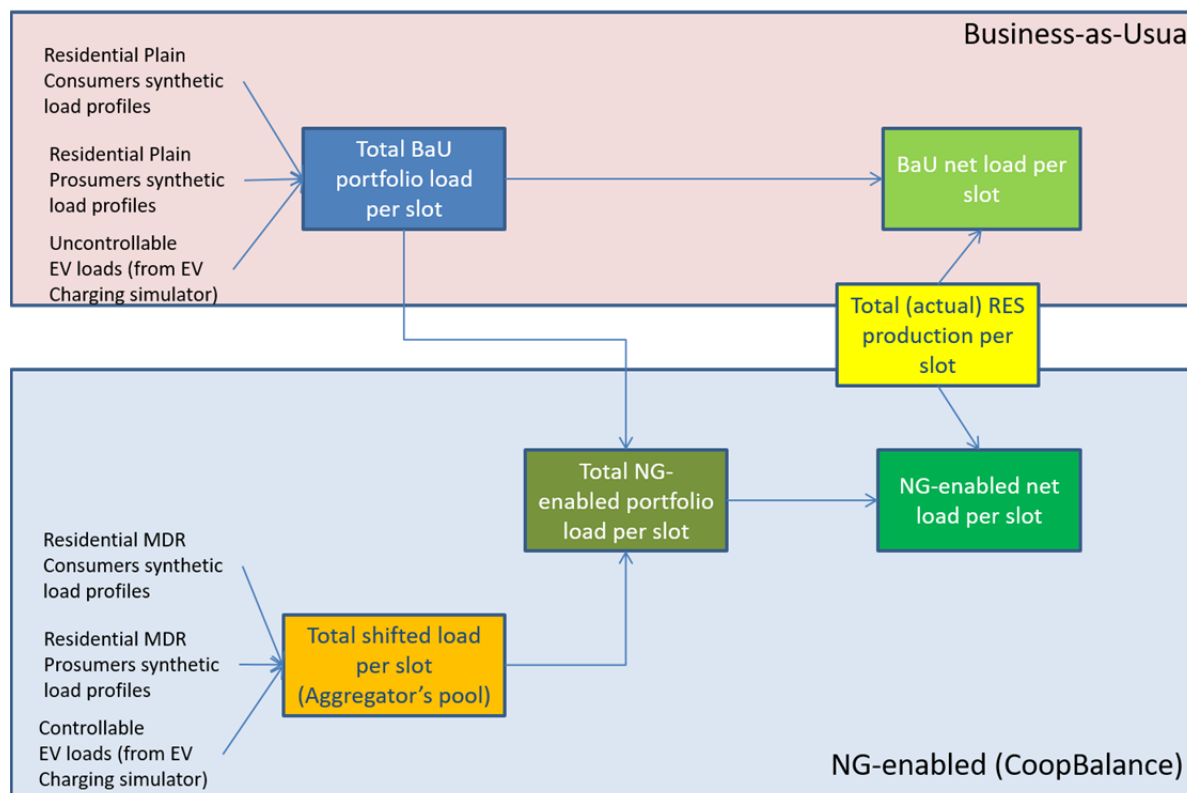 Business-as-Usua
Residential Plain
Consumers synthetic
load profiles
Residential Plain
Prosumers synthetic
load profiles
Uncontrollable
EV loads (from EV
Charging simulator)
Total BaU
portfolio load
per slot
BaU net load per
slot
Total (actual) RES
production per
slot
Total NG-
enabled portfolio
load per slot
NG-enabled net
load per slot
Residential MDR
Consumers synthetic
load profiles
Residential MDR
Prosumers synthetic
load profiles
Controllable
EV loads (from EV
Charging simulator)
Total shifted load
per slot
(Aggregator’s pool)
NG-enabled (CoopBalance)